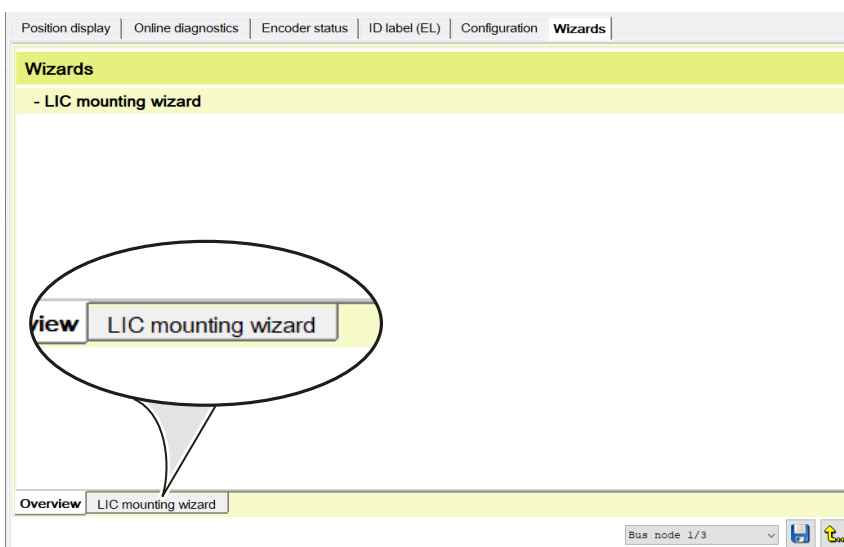 Position display Online diagnostics Encoder status ID label (EL) Configuration Wizards
Wizards
- LIC mounting wizard
view LIC mounting wizard
Overview LIC mounting wizard
Bus node 1/3